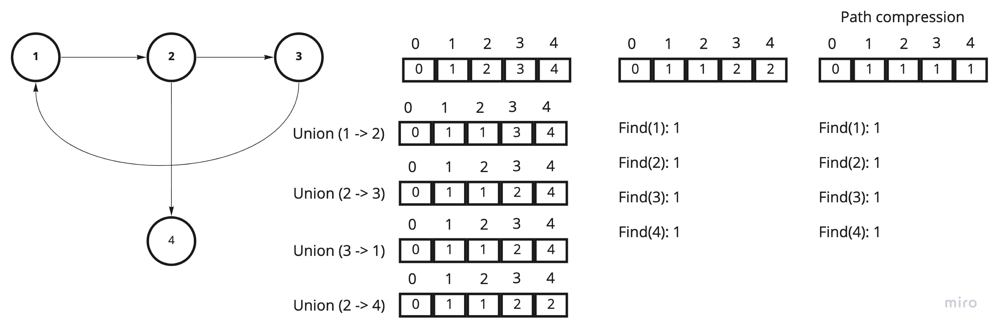 Path compression
1
2
3
4
0 1 2 3 4
0 1 2 3 4
0 1 2 3 4
Union (1 -> 2)
0 1 1 3 4
0 1 2 3 4
Union (2 -> 3)
0 1 1 2 4
0 1 2 3 4
Union (3 -> 1)
0 1 1 2 4
0 1 2 3 4
Union (2 -> 4)
0 1 1 2 2
0 1 2 3 4
0 1 1 2 2
Find(1): 1
Find(2): 1
Find(3): 1
Find(4): 1
0 1 2 3 4
0 1 1 1 1
Find(1): 1
Find(2): 1
Find(3): 1
Find(4): 1
miro